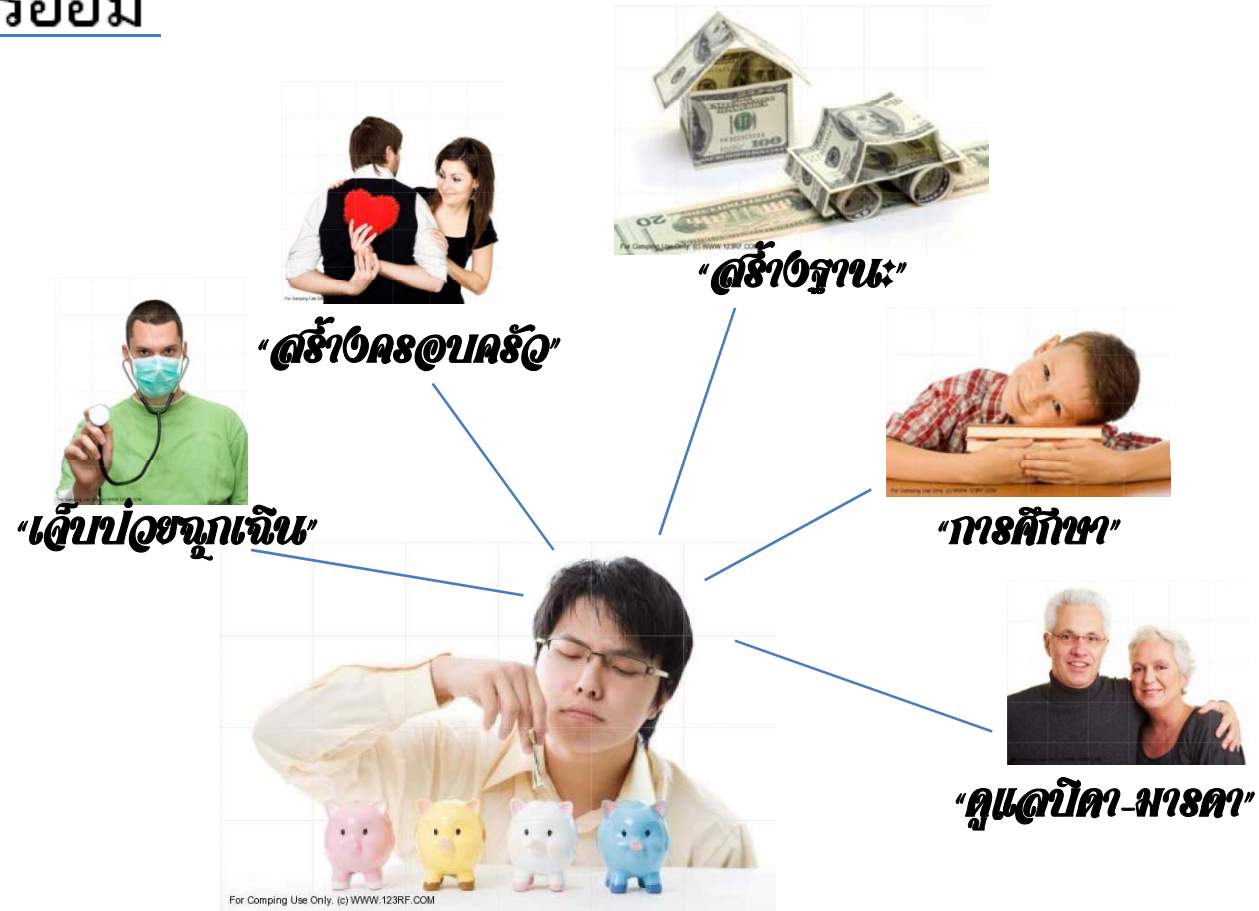 รออม
“สร้างฐานะ”
“สร้างครอบครัว”
“เจ็บป่วยฉุกเฉิน”
“การศึกษา”
“ดูแลบิดา-มารดา”
For Comping Use Only. (c) WWW.123RF.COM